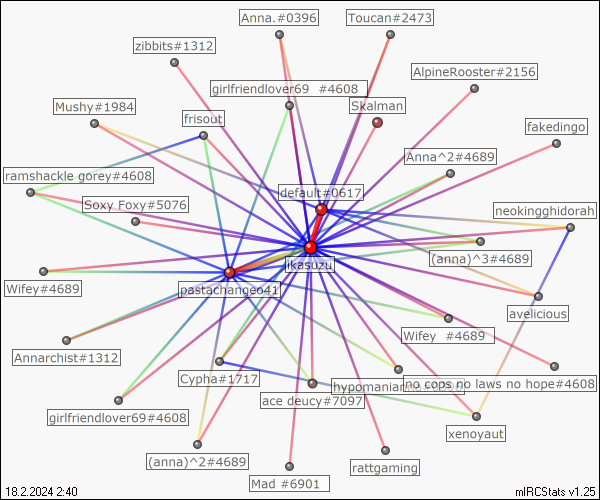 Anna.#0396
Toucan#2473
zibbits#1312
AlpineRooster#2156
girlfriendlover69 #4608
Skalman
Mushy#1984
frisout
fakedingo
Anna^2#4689
ramshackle gorey#4608
default#0617
Soxy Foxy#5076
neokingghidorah
(anna)^3#4689
ikasuzu
Wifey#4689
pastachange041
avelicious
Wifey #4689
Annarchist#1312
Cypha#1717
hypomanian
no cops no laws no hope#4608
ace deucy#7097
girlfriendlover69#4608
xenoyaut
(anna)^2#4689
rattgaming
Mad #6901
18.2.2024 2:40
mIRCStats v1.25